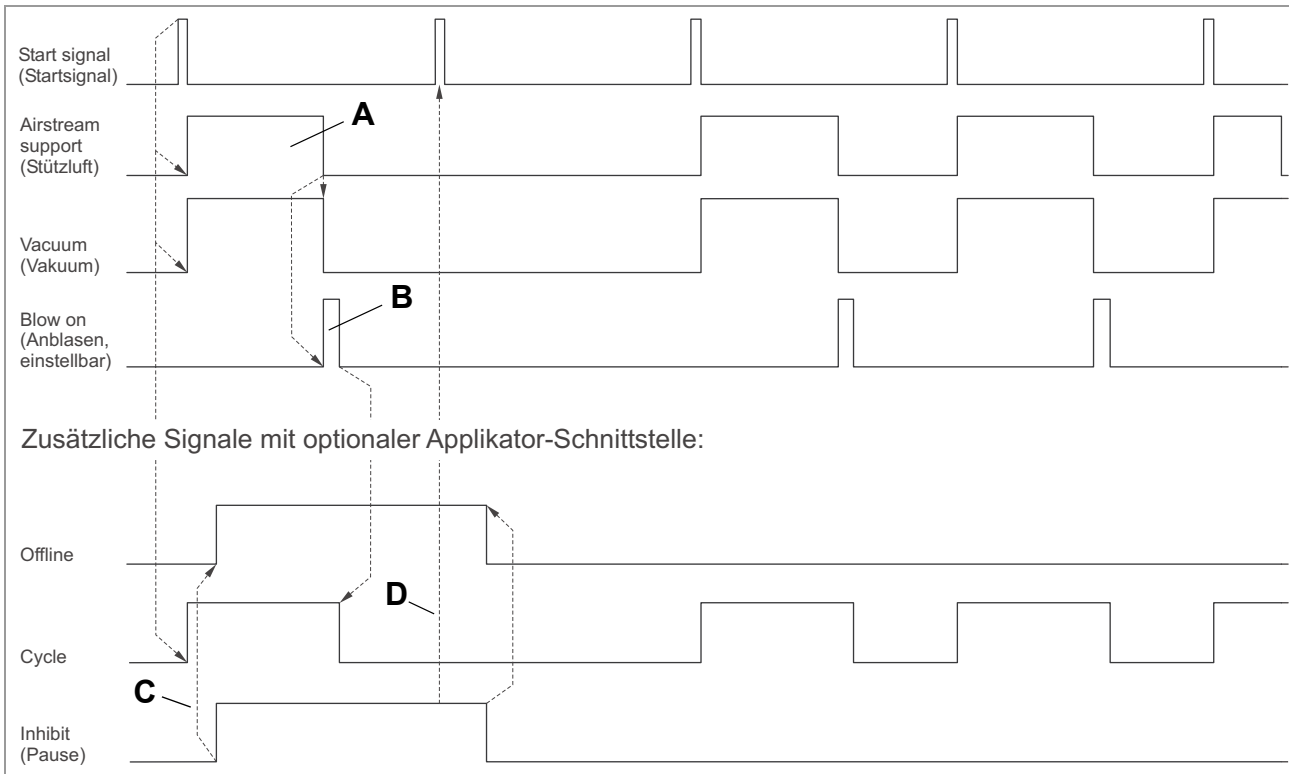 Start signal
(Startsignal)
Airstream
support
(Stützluft)
A
Vacuum
(Vakuum)
Blow on
(Anblasen,
einstellbar)
B
Zusätzliche Signale mit optionaler Applikator-Schnittstelle:
Offline
Cycle
D
C
Inhibit
(Pause)